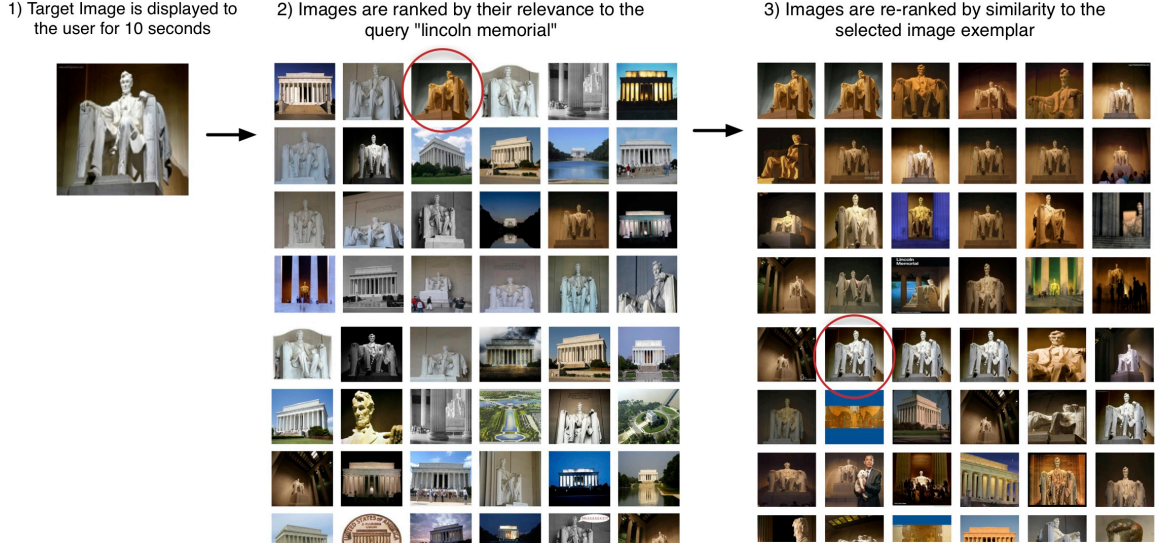 1) Target Image is displayed to
the user for 10 seconds
2) Images are ranked by their relevance to the
query "lincoln memorial"
3) Images are re-ranked by similarity to the
selected image exemplar
Lincoln
Memorial